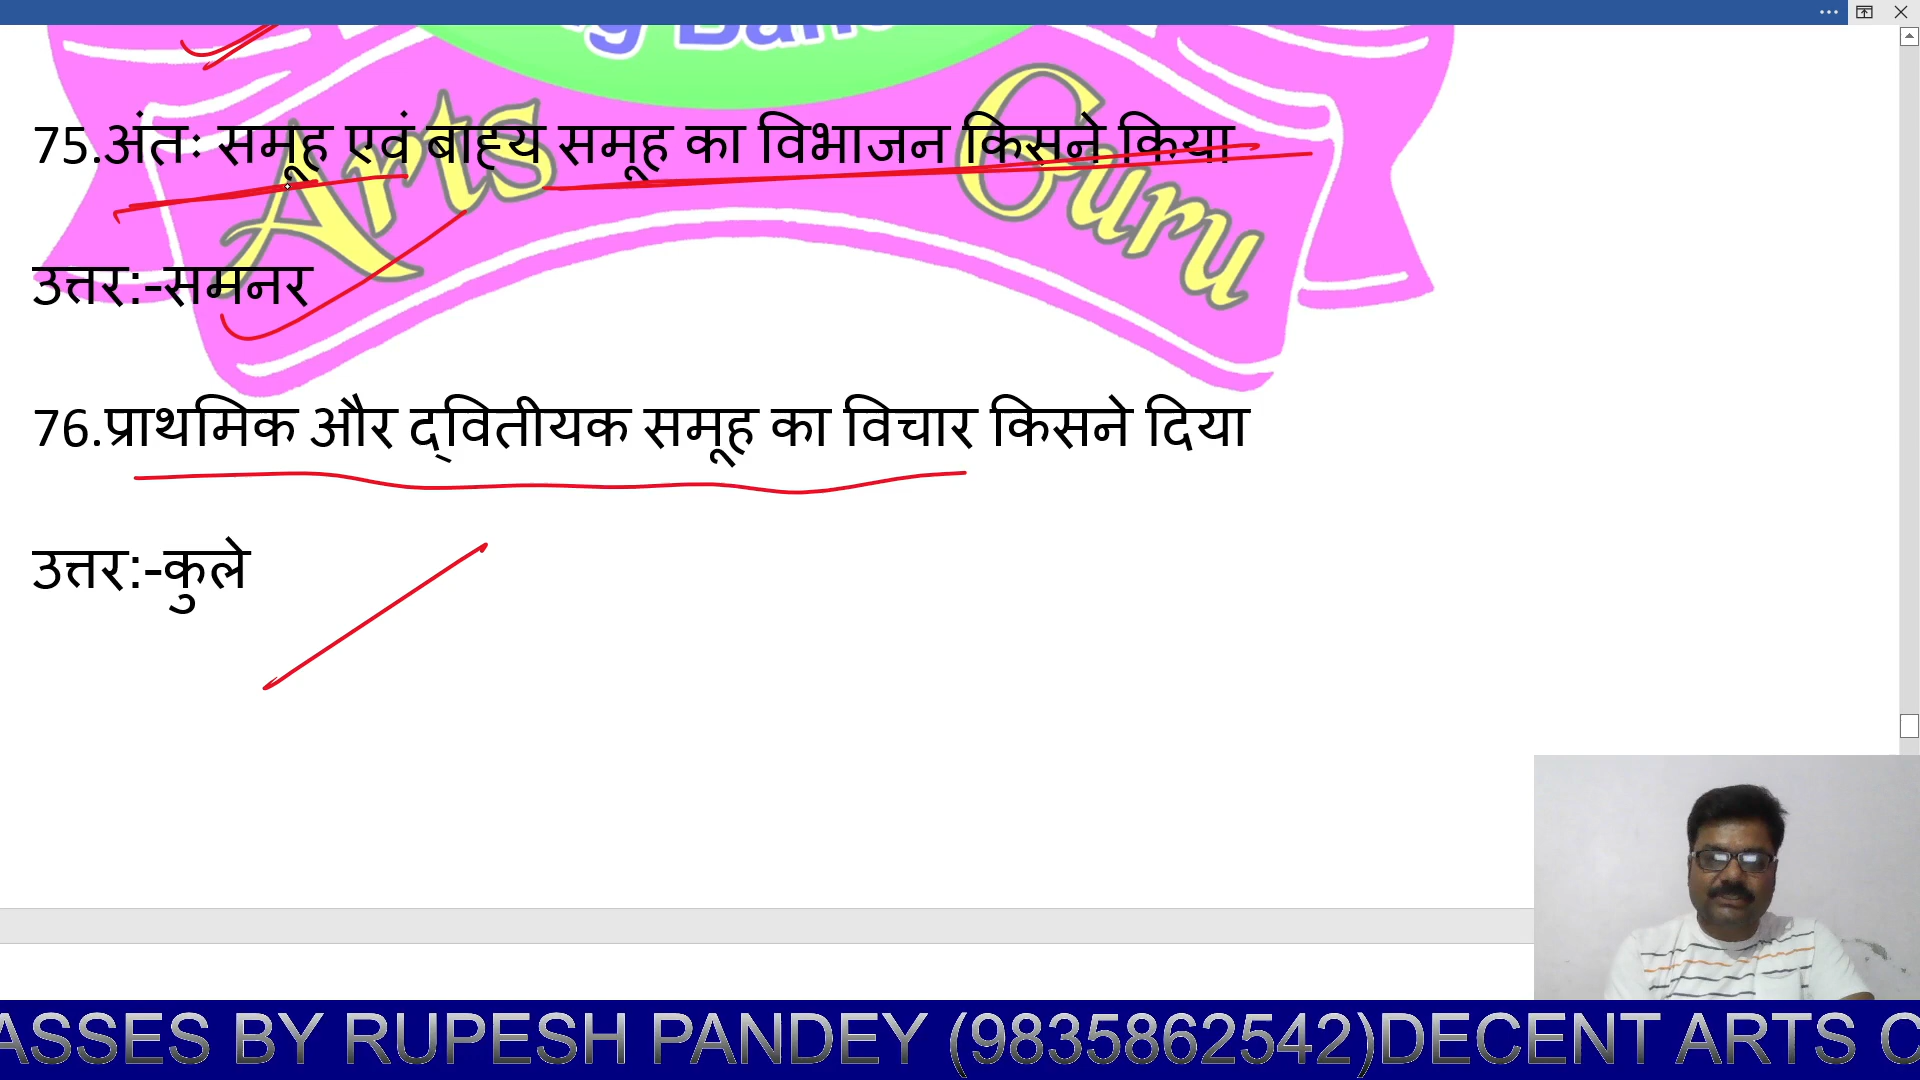 75.अंतः समूह एवं बाह्य समूह का विभाजन किसने किया
Arts Guru
उत्तर:-समनर
76.प्राथमिक और द्वितीयक समूह का विचार किसने दिया
उत्तर:-कुले
ASSES BY RUPESH PANDEY (9835862542)DECENT ARTS C